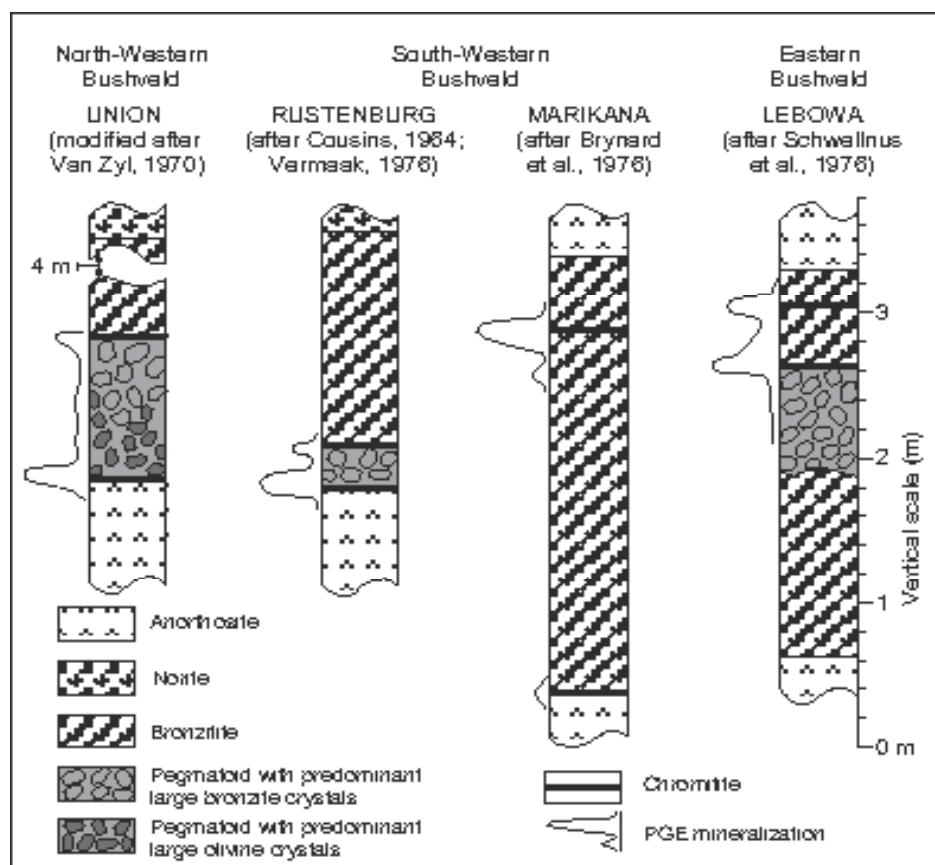 North-Western
Bushveld
South-Western
Bushveld
Eastern
Bushveld
UNION
(modified after
Van Zyl, 1970)
RUSTENBURG
(after Cousins, 1964;
Vermaak, 1976)
MARIKANA
(after Brynard
et al., 1976)
LEBOWA
(after Schwellnus
et al., 1976)
4 m
3
2
1
0 m
Vertical scale (m)
Anorthosite
Norite
Bronzitite
Pegmatoid with predominant
large bronzite crystals
Pegmatoid with predominant
large olivine crystals
Chromitite
PGE mineralization